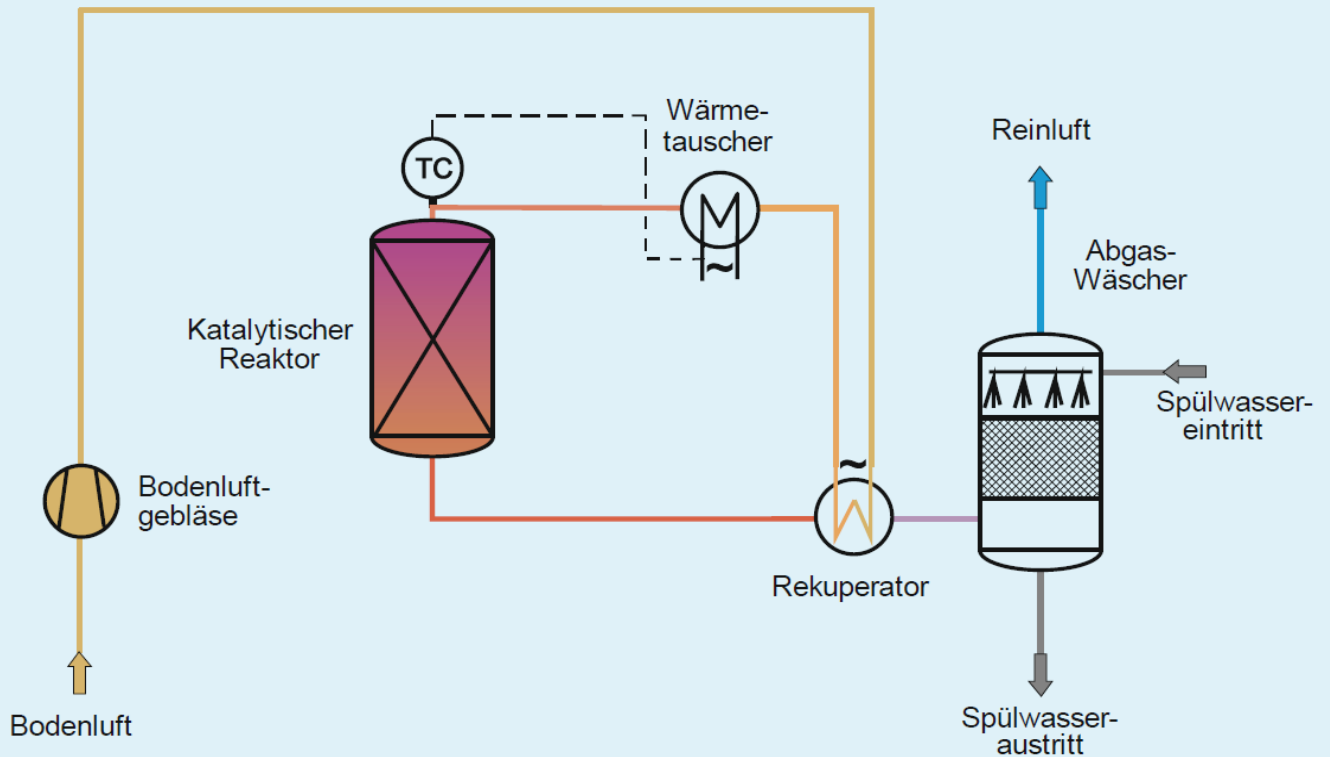 Wärme-
tauscher
TC
Reinluft
Abgas-
Wäscher
Katalytischer
Reaktor
Spülwasser-
eintritt
Bodenluft-
gebläse
~
~
Rekuperator
Bodenluft
Spülwasser-
austritt